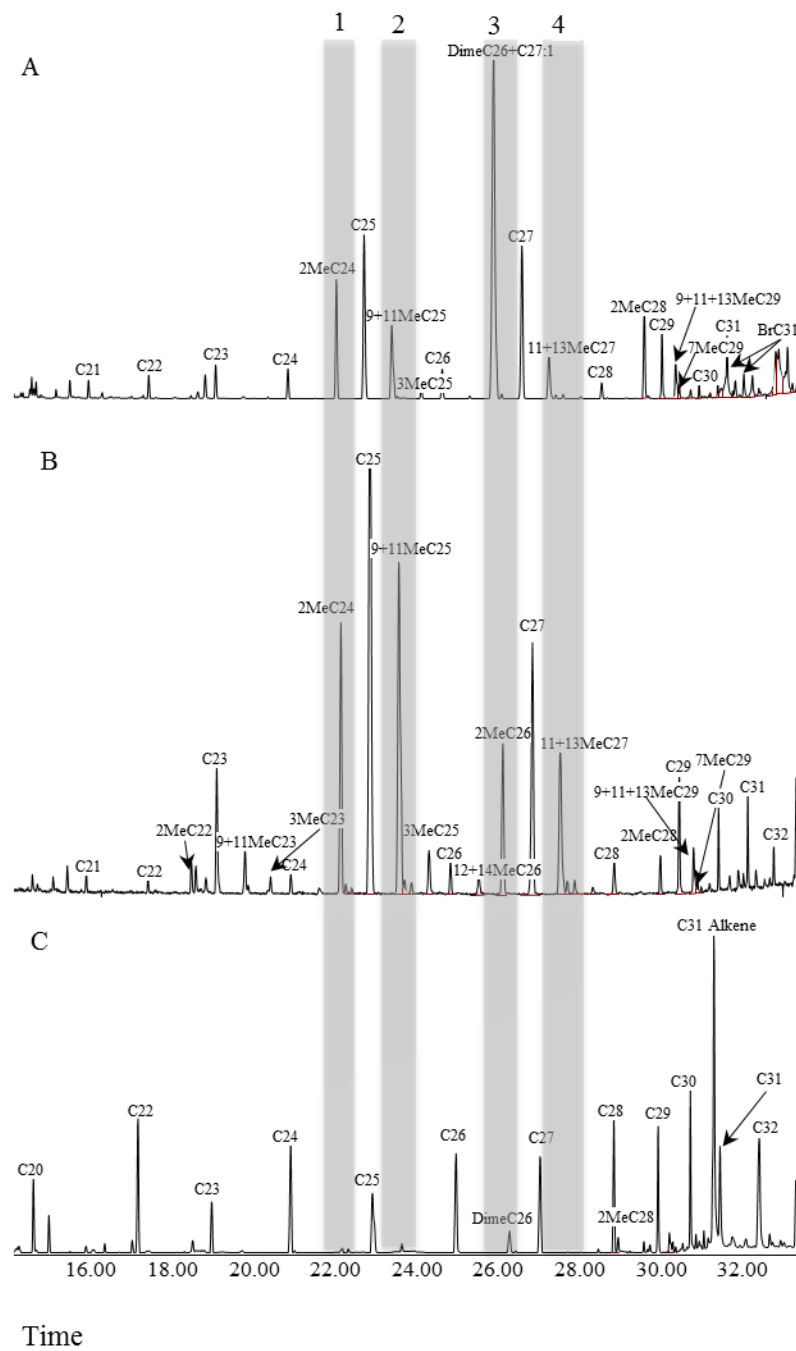 1 2 3 4
A
DimeC26+C27:1
C25
C27
2MeC24
9+11MeC25
2MeC28
9+11+13MeC29
C29
C31
BrC31
7MeC29
C26
11+13MeC27
3MeC25
C21
C22
C23
C24
C28
C30
B
C25
9+11MeC25
2MeC24
C27
2MeC26
11+13MeC27
7MeC29
C23
C29
9+11+13MeC29
C30
C31
3MeC23
2MeC22
9+11MeC23
3MeC25
2MeC28
C32
C21
C22
C24
C26
12+14MeC26
C28
C
C31 Alkene
C20
C22
C23
C24
C25
C26
DimeC26
C27
C28
2MeC28
C29
C30
C31
C32
16.00 18.00 20.00 22.00 24.00 26.00 28.00 30.00 32.00
Time